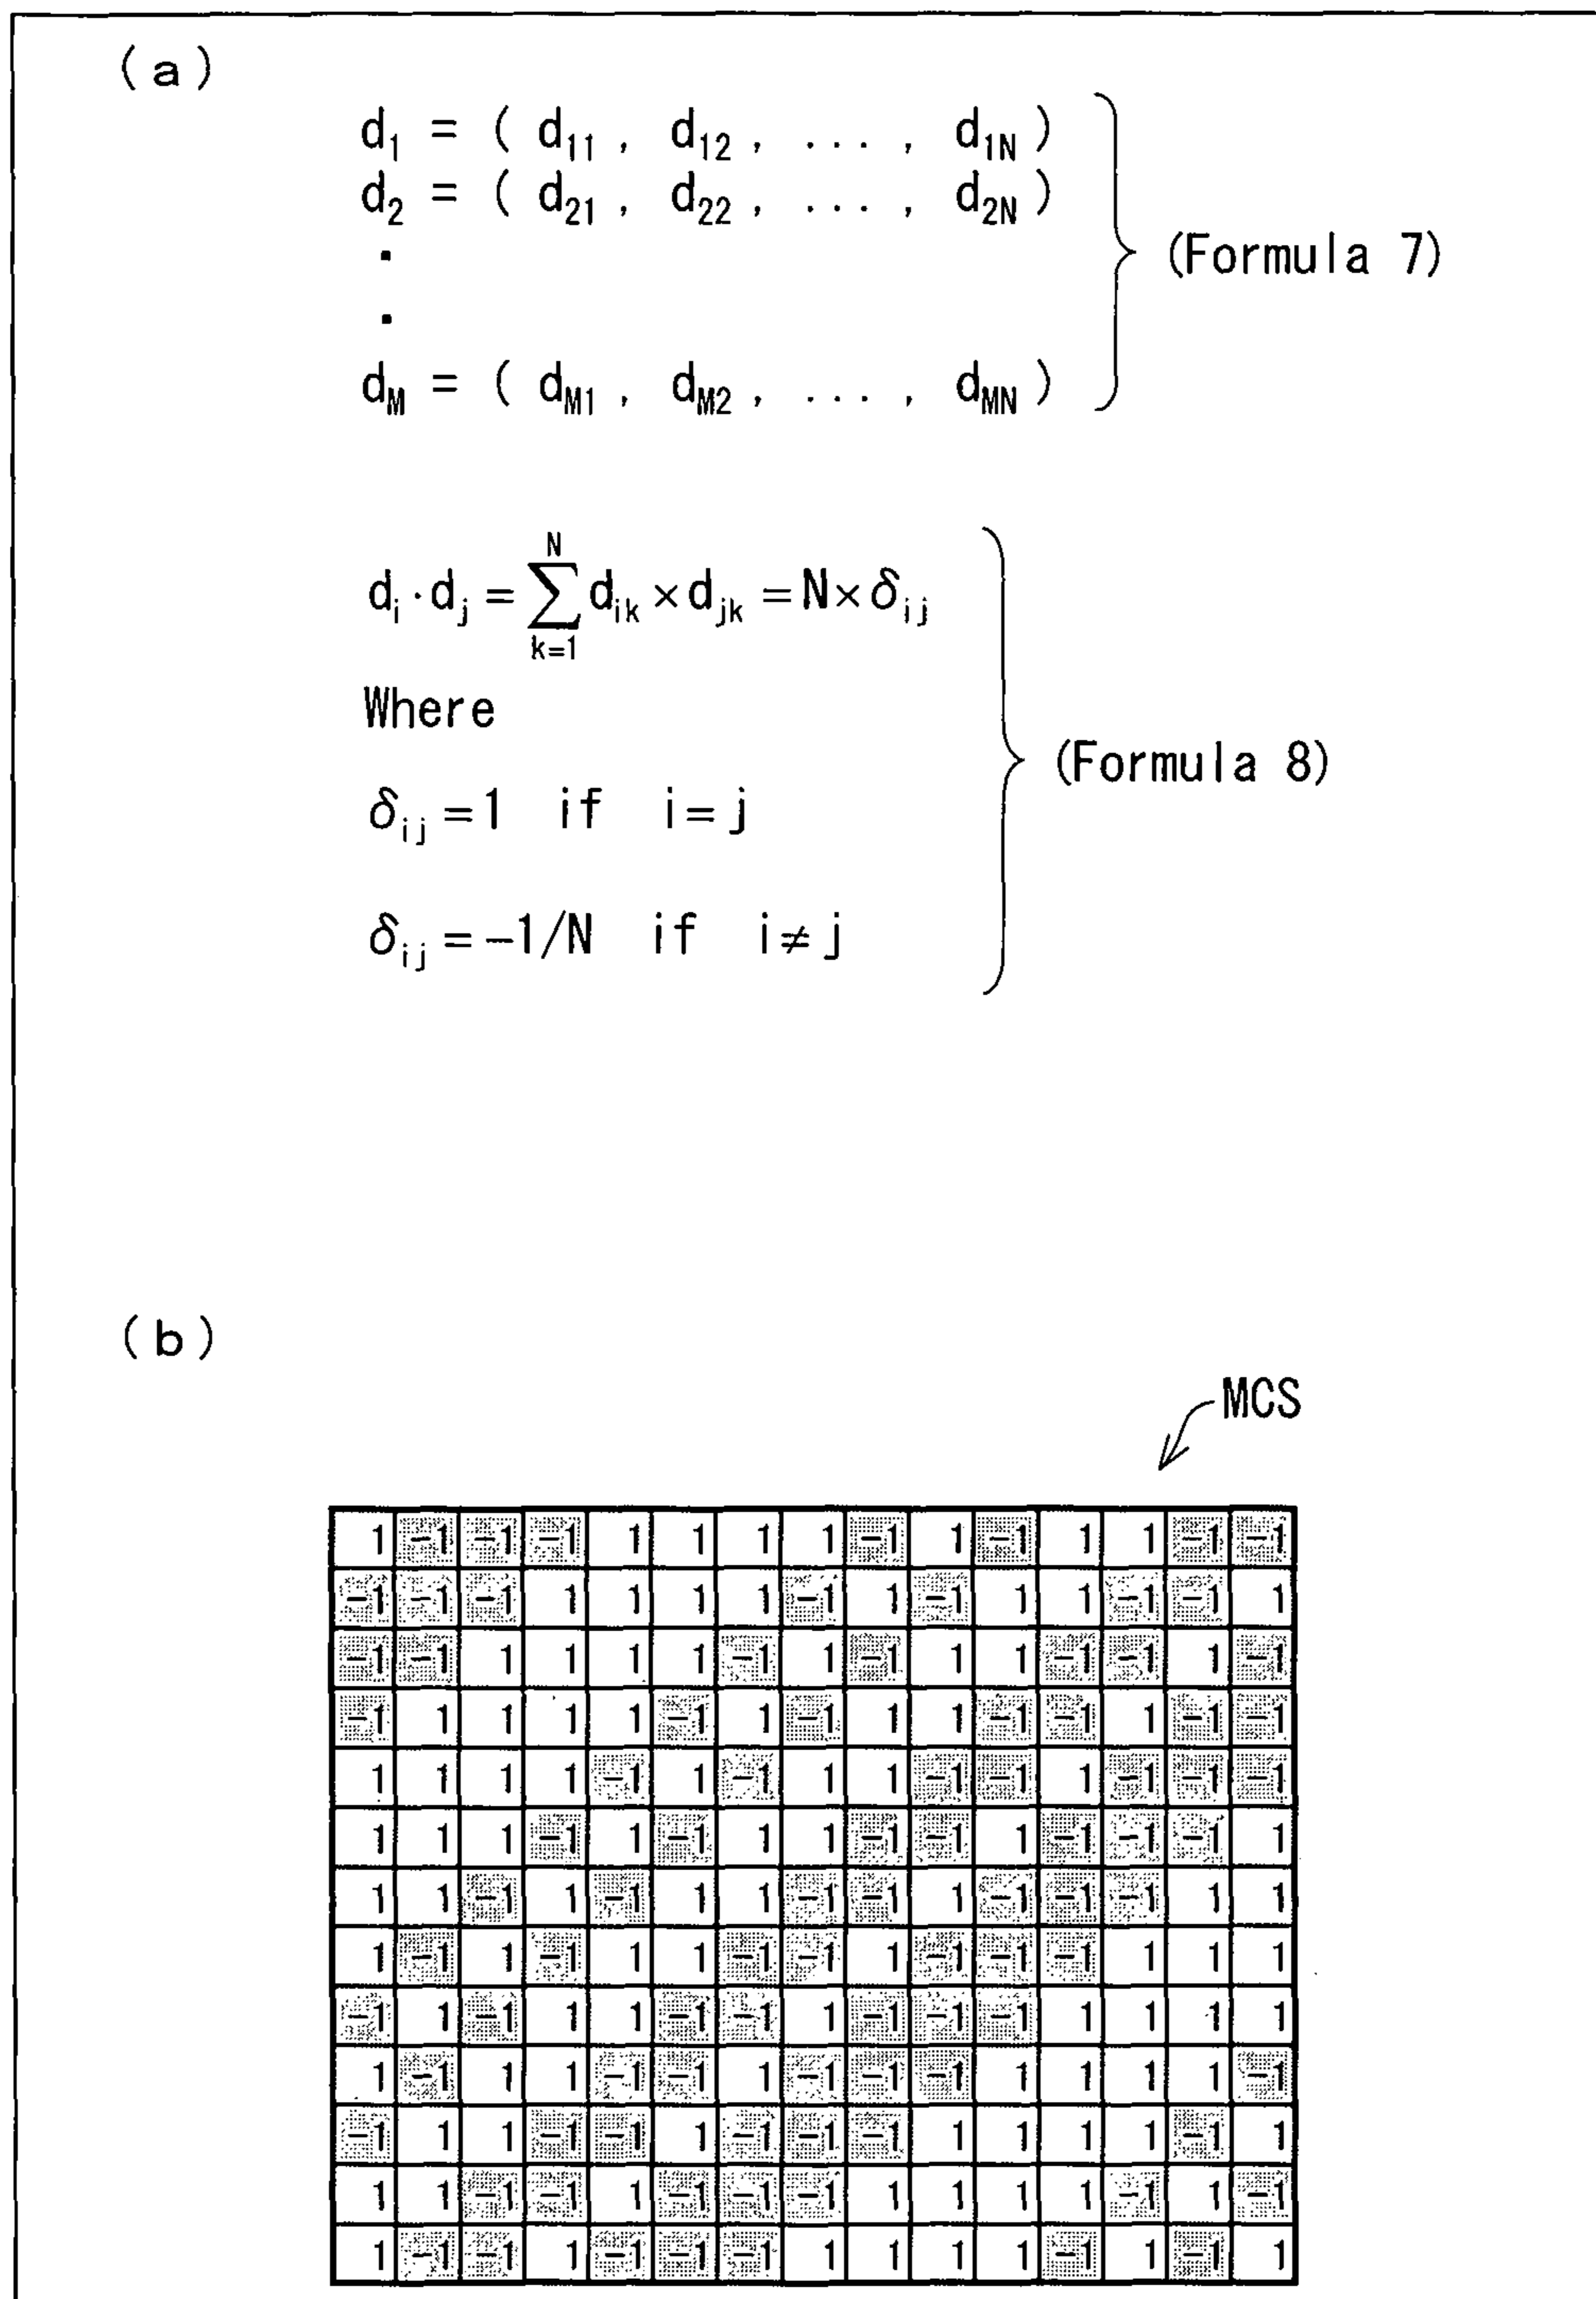 (a)
d₁ = ( d₁₁ , d₁₂ , ... , d₁N )
d₂ = ( d₂₁ , d₂₂ , ... , d₂N )
.
.
dM = ( dM1 , dM2 , ... , dMN )
(Formula 7)
N
di · dj = ∑ dik × djk = N × δij
k=1
Where
δij = 1 if i = j
δij = −1/N if i ≠ j
(Formula 8)
(b)
MCS
1 -1 -1 -1 1 1 1 1 -1 1 -1 1 1 -1 -1
-1 -1 -1 1 1 1 1 -1 1 -1 1 1 -1 -1 1
-1 -1 1 1 1 1 -1 1 -1 1 1 -1 -1 1 -1
-1 1 1 1 1 -1 1 -1 1 1 -1 -1 1 -1 -1
1 1 1 1 -1 1 -1 1 1 -1 -1 1 -1 -1 -1
1 1 1 -1 1 -1 1 1 -1 -1 1 -1 -1 -1 1
1 1 -1 1 -1 1 1 -1 -1 1 -1 -1 -1 1 1
1 -1 1 -1 1 1 -1 -1 1 -1 -1 -1 1 1 1
-1 1 -1 1 1 -1 -1 1 -1 -1 -1 1 1 1 1
1 -1 1 1 -1 -1 1 -1 -1 -1 1 1 1 1 -1
-1 1 1 -1 -1 1 -1 -1 -1 1 1 1 1 -1 1
1 1 -1 -1 1 -1 -1 -1 1 1 1 1 -1 1 -1
1 -1 -1 1 -1 -1 -1 1 1 1 1 -1 1 -1 1